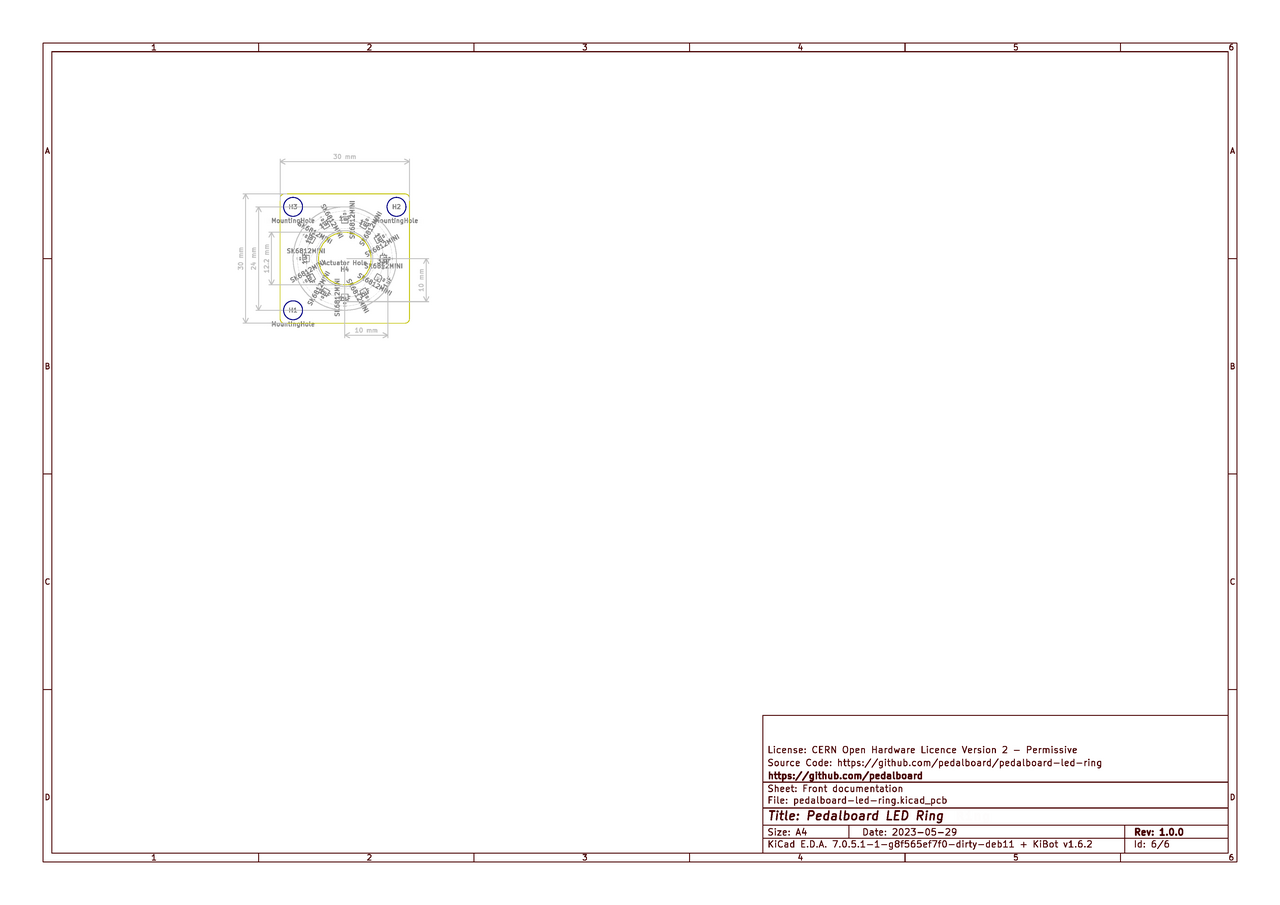 1 2 3 4 5 6
A A
30 mm
H3 H2
MountingHole MountingHole
SK6812MINI
SK6812MINI
SK6812MINI
SK6812MINI
SK6812MINI
SK6812MINI
SK6812MINI
SK6812MINI
SK6812MINI
SK6812MINI
SK6812MINI
SK6812MINI
30 mm
24 mm
12.2 mm
Actuator Hole
H4
10 mm
H1
MountingHole
10 mm
B B
C C
D D
License: CERN Open Hardware Licence Version 2 - Permissive
Source Code: https://github.com/pedalboard/pedalboard-led-ring
https://github.com/pedalboard
Sheet: Front documentation
File: pedalboard-led-ring.kicad_pcb
Title: Pedalboard LED Ring
Size: A4 Date: 2023-05-29 Rev: 1.0.0
KiCad E.D.A. 7.0.5.1-1-g8f565ef7f0-dirty-deb11 + KiBot v1.6.2 Id: 6/6
1 2 3 4 5 6